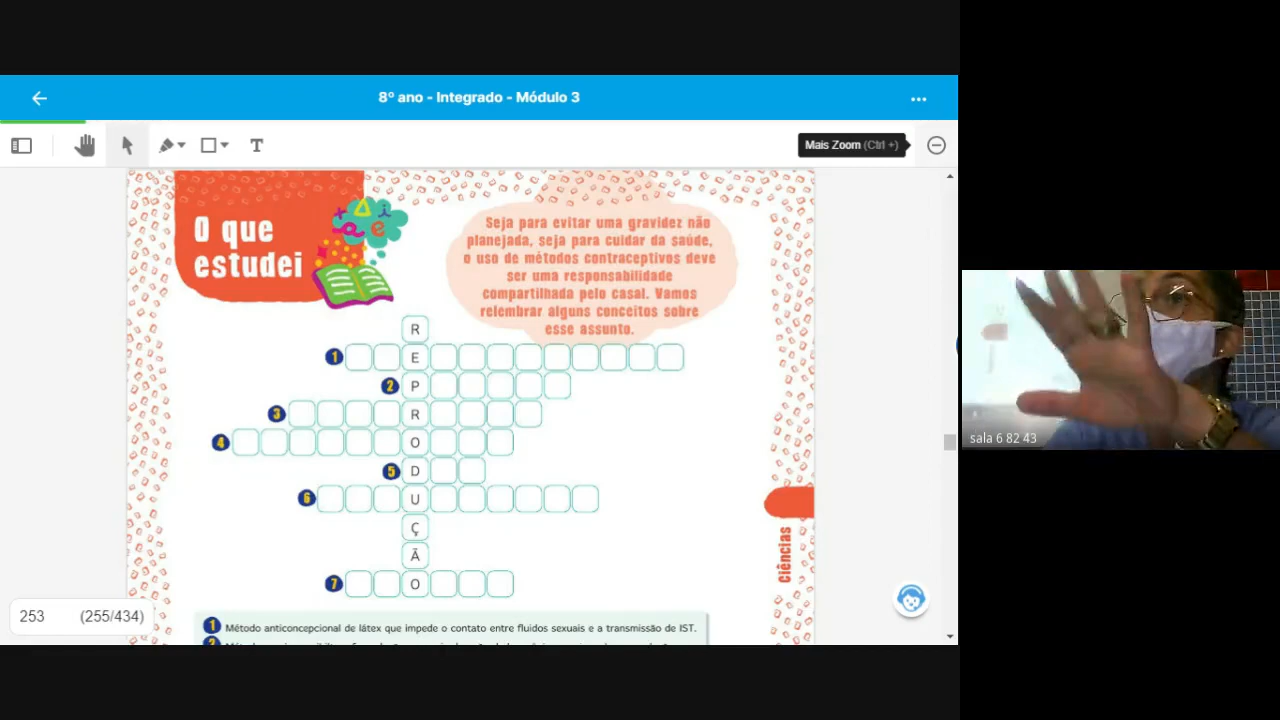 8º ano - Integrado - Módulo 3
Mais Zoom (Ctrl +)
T
O que
estudei
Seja para evitar uma gravidez não
planejada, seja para cuidar da saúde,
o uso de métodos contraceptivos deve
ser uma responsabilidade
compartilhada pelo casal. Vamos
relembrar alguns conceitos sobre
esse assunto.
R
1 E
2 P
3 R
4 O
5 D
6 U
Ç
Ã
7 O
Ciências
253 (255/434)
1 Método anticoncepcional de látex que impede o contato entre fluidos sexuais e a transmissão de IST.
sala 6 82 43